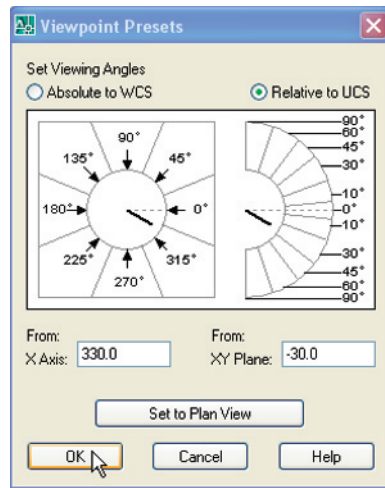 Viewpoint Presets
Set Viewing Angles
Absolute to WCS
Relative to UCS
90°
135°
45°
180°
0°
225°
315°
270°
90°
60°
45°
30°
10°
0°
10°
30°
45°
60°
90°
From:
X Axis: 330.0
From:
XY Plane: -30.0
Set to Plan View
OK
Cancel
Help